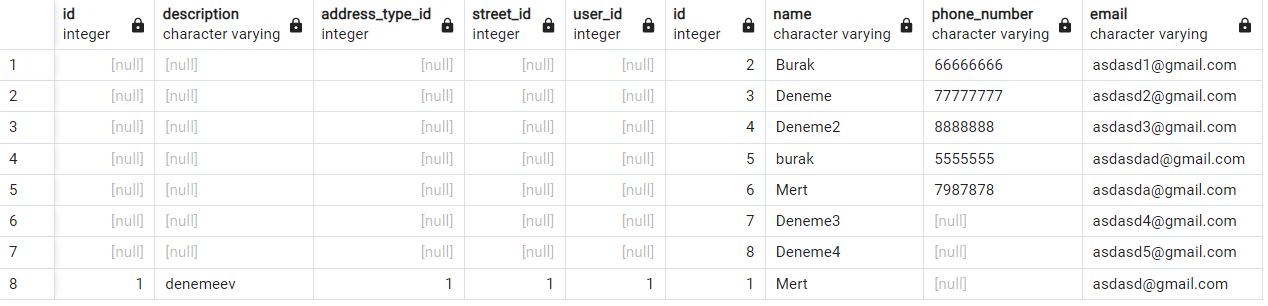 id description address_type_id street_id user_id id name phone_number email
integer character varying integer integer integer integer character varying character varying character varying
1 [null] [null] [null] [null] [null] 2 Burak 66666666 asdasd1@gmail.com
2 [null] [null] [null] [null] [null] 3 Deneme 77777777 asdasd2@gmail.com
3 [null] [null] [null] [null] [null] 4 Deneme2 8888888 asdasd3@gmail.com
4 [null] [null] [null] [null] [null] 5 burak 5555555 asdasdad@gmail.com
5 [null] [null] [null] [null] [null] 6 Mert 7987878 asdasda@gmail.com
6 [null] [null] [null] [null] [null] 7 Deneme3 [null] asdasd4@gmail.com
7 [null] [null] [null] [null] [null] 8 Deneme4 [null] asdasd5@gmail.com
8 1 denemeev 1 1 1 1 Mert [null] asdasd@gmail.com